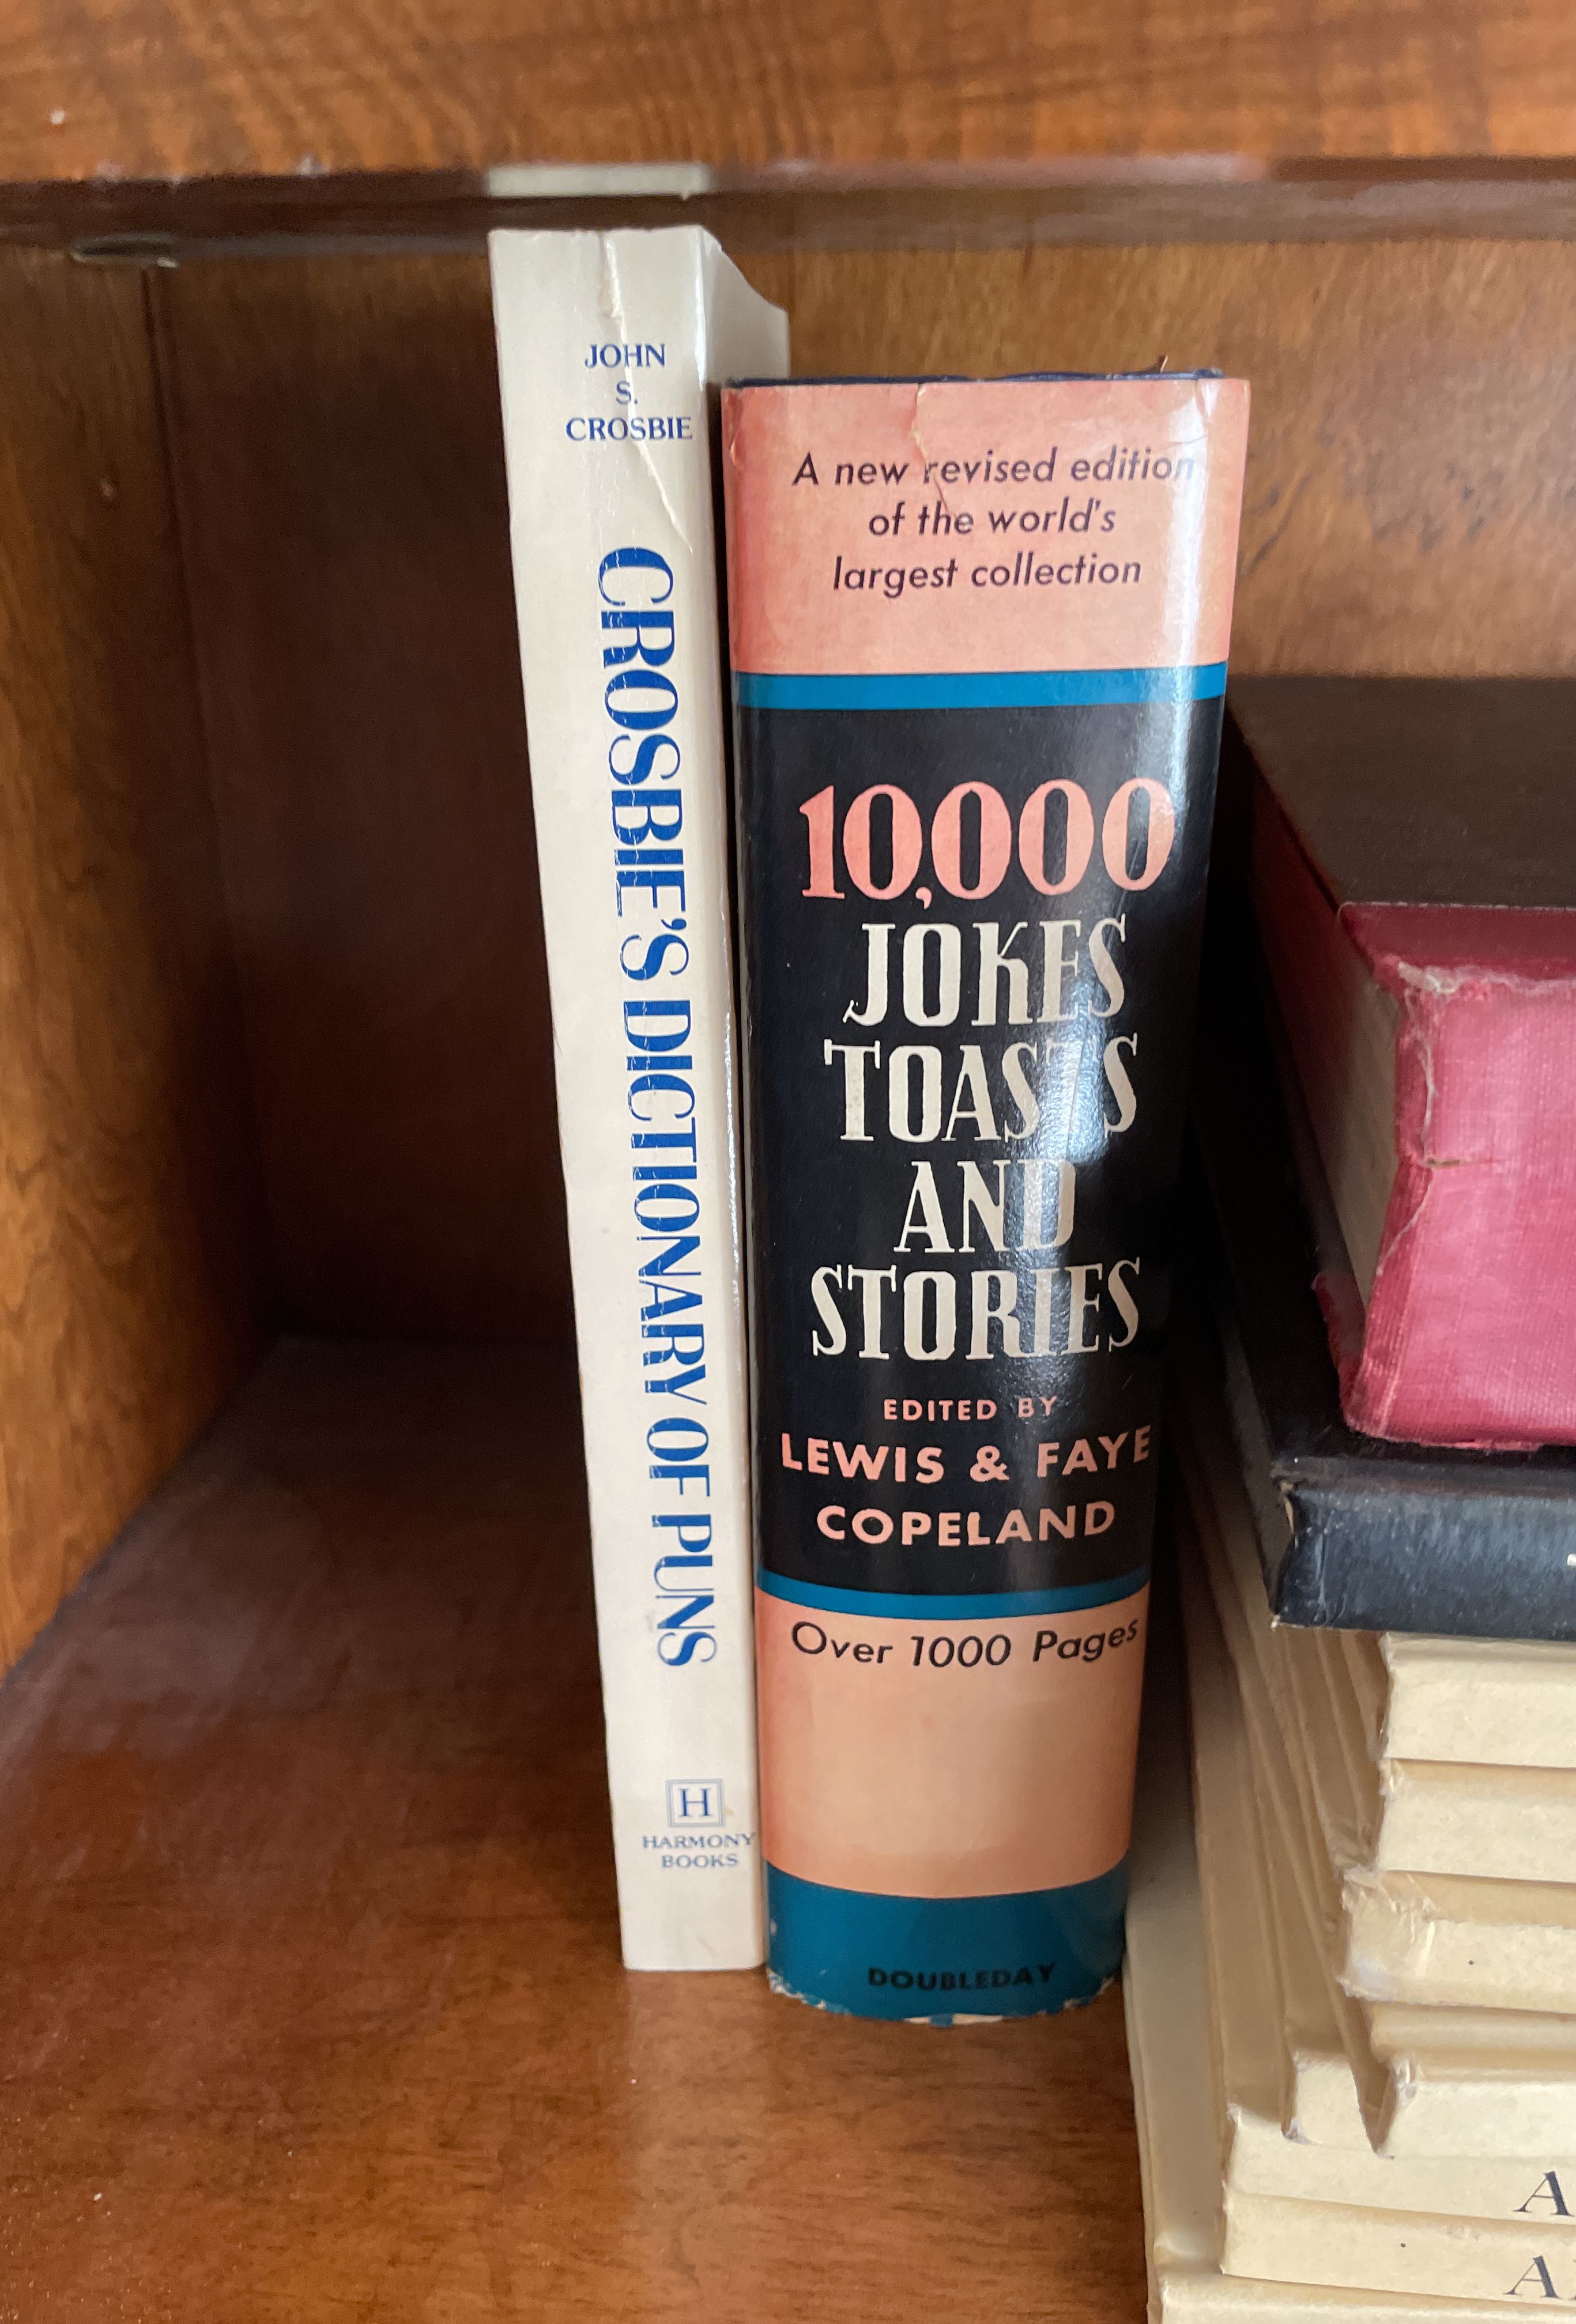 JOHN
S.
CROSBIE
CROSBIE'S DICTIONARY OF PUNS
H
HARMONY
BOOKS
A new revised edition
of the world's
largest collection
10,000
JOKES
TOASTS
AND
STORIES
EDITED BY
LEWIS & FAYE
COPELAND
Over 1000 Pages
DOUBLEDAY
A